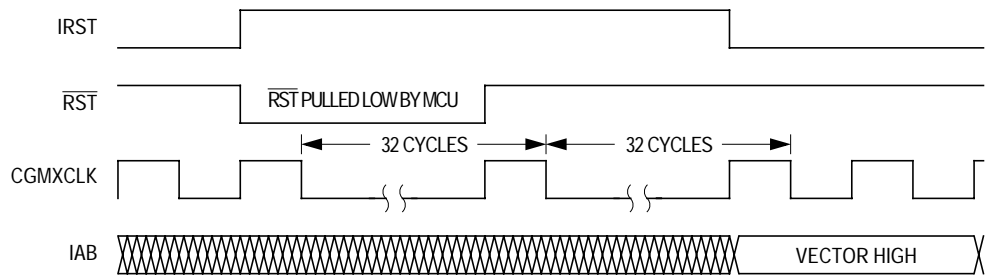 IRST
RST
RST PULLED LOW BY MCU
32 CYCLES 32 CYCLES
CGMXCLK
IAB
VECTOR HIGH